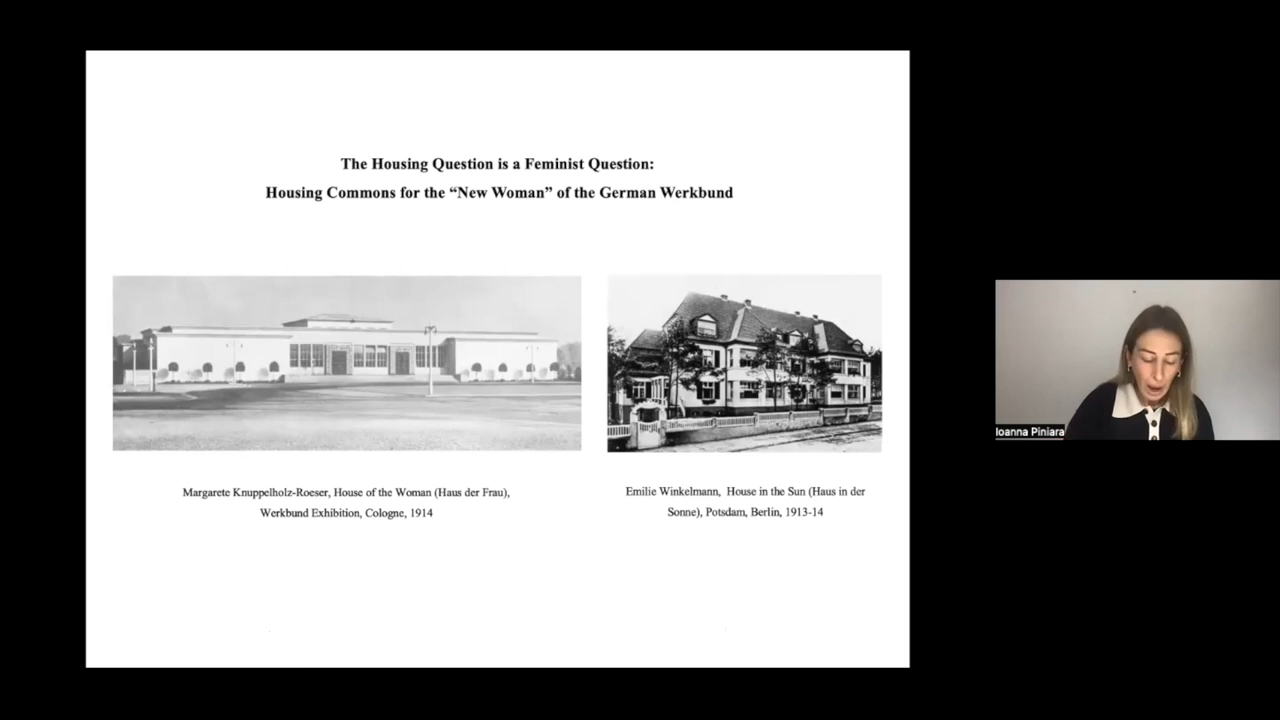 The Housing Question is a Feminist Question:
Housing Commons for the “New Woman” of the German Werkbund
Margarete Knuppelholz-Roeser, House of the Woman (Haus der Frau),
Werkbund Exhibition, Cologne, 1914
Emilie Winkelmann, House in the Sun (Haus in der
Sonne), Potsdam, Berlin, 1913-14
Ioanna Piniara